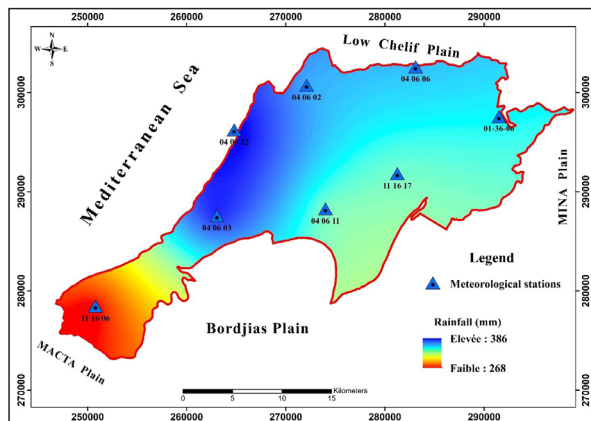 250000 260000 270000 280000 290000
N
W E
S
Low Chelif Plain
Mediterranean Sea
300000
300000
04 06 06
04 06 02
01-36-06
04 06 12
MINA Plain
290000
290000
11 16 17
04 06 11
04 06 03
Legend
Meteorological stations
280000
280000
11 16 06
Bordjias Plain
Rainfall (mm)
Elevée : 386
Faible : 268
MACTA Plain
270000
270000
0 5 10 15
Kilometers
250000 260000 270000 280000 290000